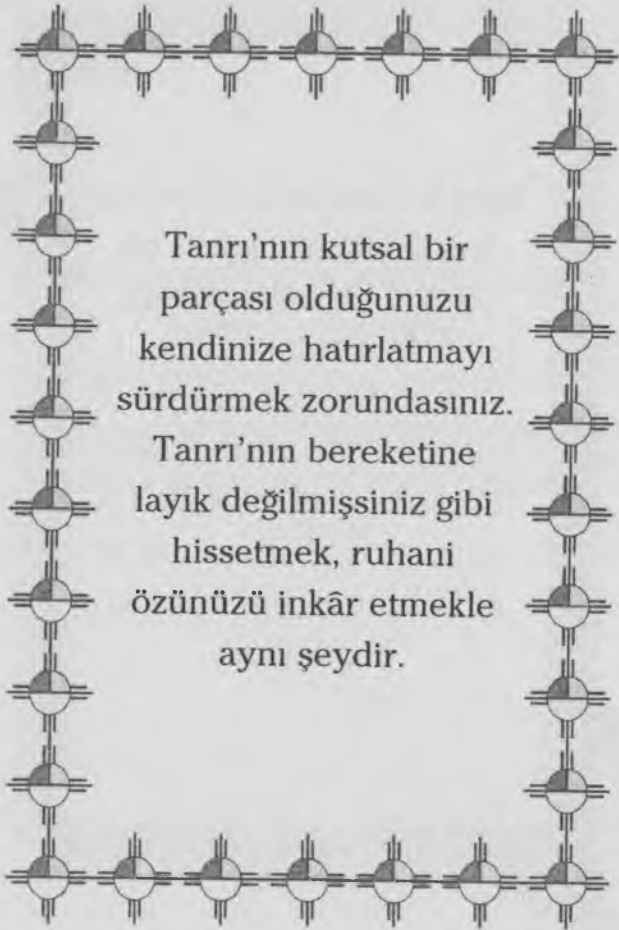 Tanrı'nın kutsal bir
parçası olduğunuzu
kendinize hatırlatmayı
sürdürmek zorundasınız.
Tanrı'nın bereketine
layık değilmişsiniz gibi
hissetmek, ruhani
özünüzü inkâr etmekle
aynı şeydir.